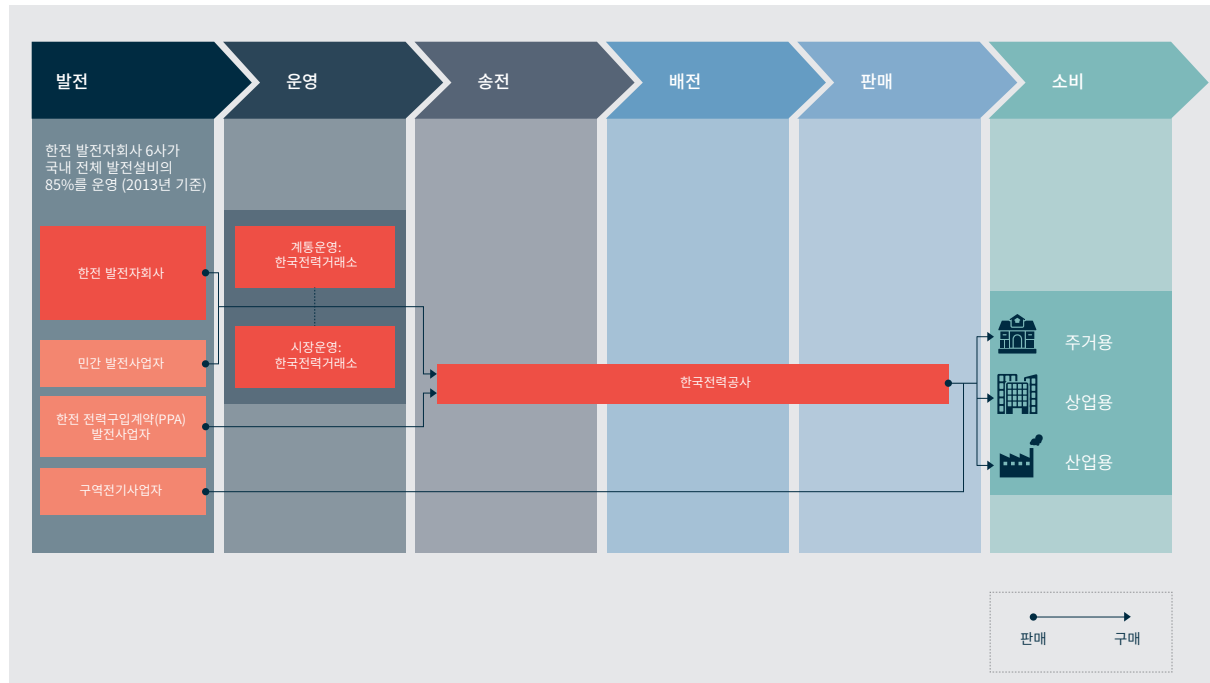 발전
운영
송전
배전
판매
소비
한전 발전자회사 6사가
국내 전체 발전설비의
85%를 운영 (2013년 기준)
한전 발전자회사
민간 발전사업자
한전 전력구입계약(PPA)
발전사업자
구역전기사업자
계통운영:
한국전력거래소
시장운영:
한국전력거래소
한국전력공사
주거용
상업용
산업용
판매
구매